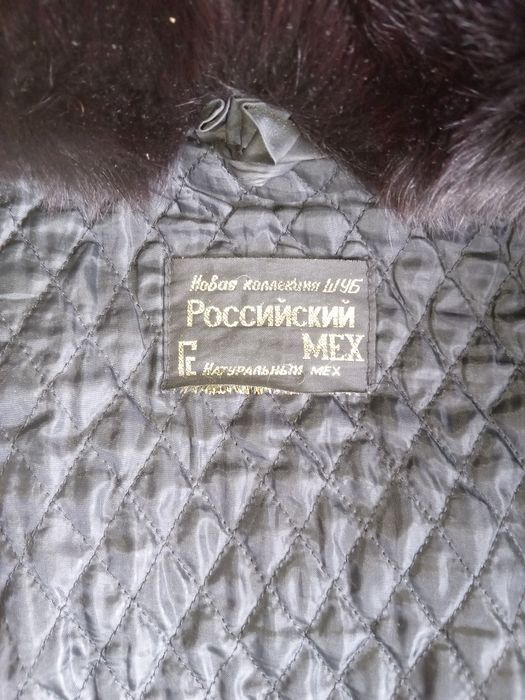 Новая коллекция ШУБ
Российский
МЕХ
Натуральный мех